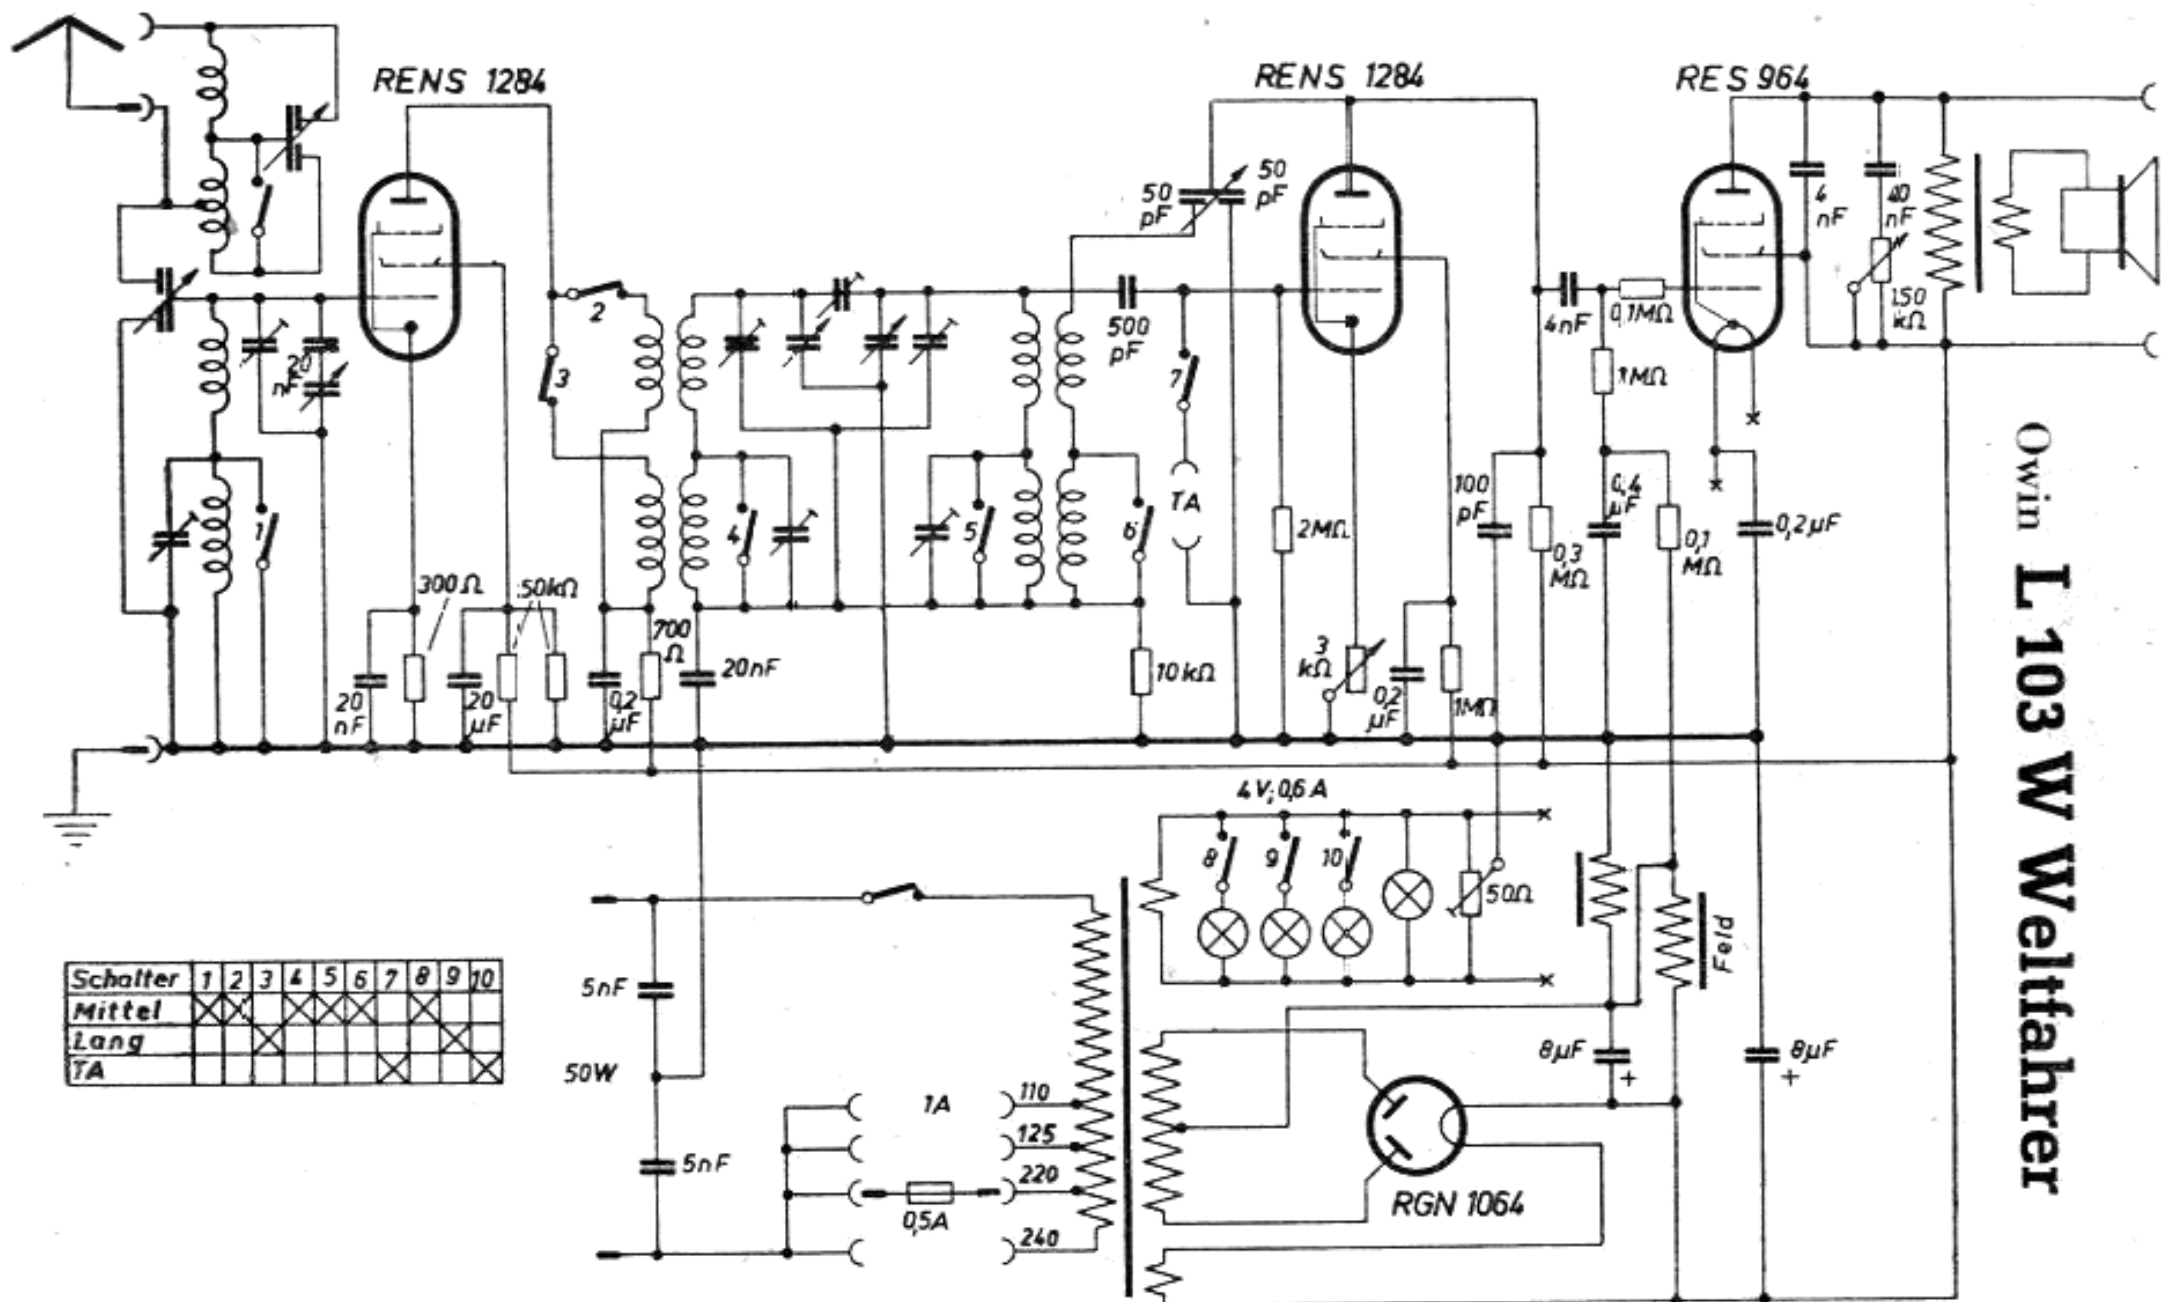 RENS 1284
RENS 1284
RES 964
50
pF
50
pF
4
nF
40
nF
150
kΩ
2
3
20
nF
500
pF
7
4nF
0,1MΩ
1MΩ
TA
1
4
5
6
2MΩ
100
pF
0,3
MΩ
0,4
µF
0,1
MΩ
0,2µF
300Ω
50kΩ
700
Ω
20
nF
20
µF
0,2
µF
20nF
10kΩ
3
kΩ
0,2
µF
1MΩ
Owin L 103 W Weltfahrer
4V; 0,6A
8
9
10
50Ω
Feld
Schalter 1 2 3 4 5 6 7 8 9 10
Mittel
Lang
TA
5nF
50W
5nF
1A
110
125
220
240
0,5A
8µF
+
8µF
+
RGN 1064